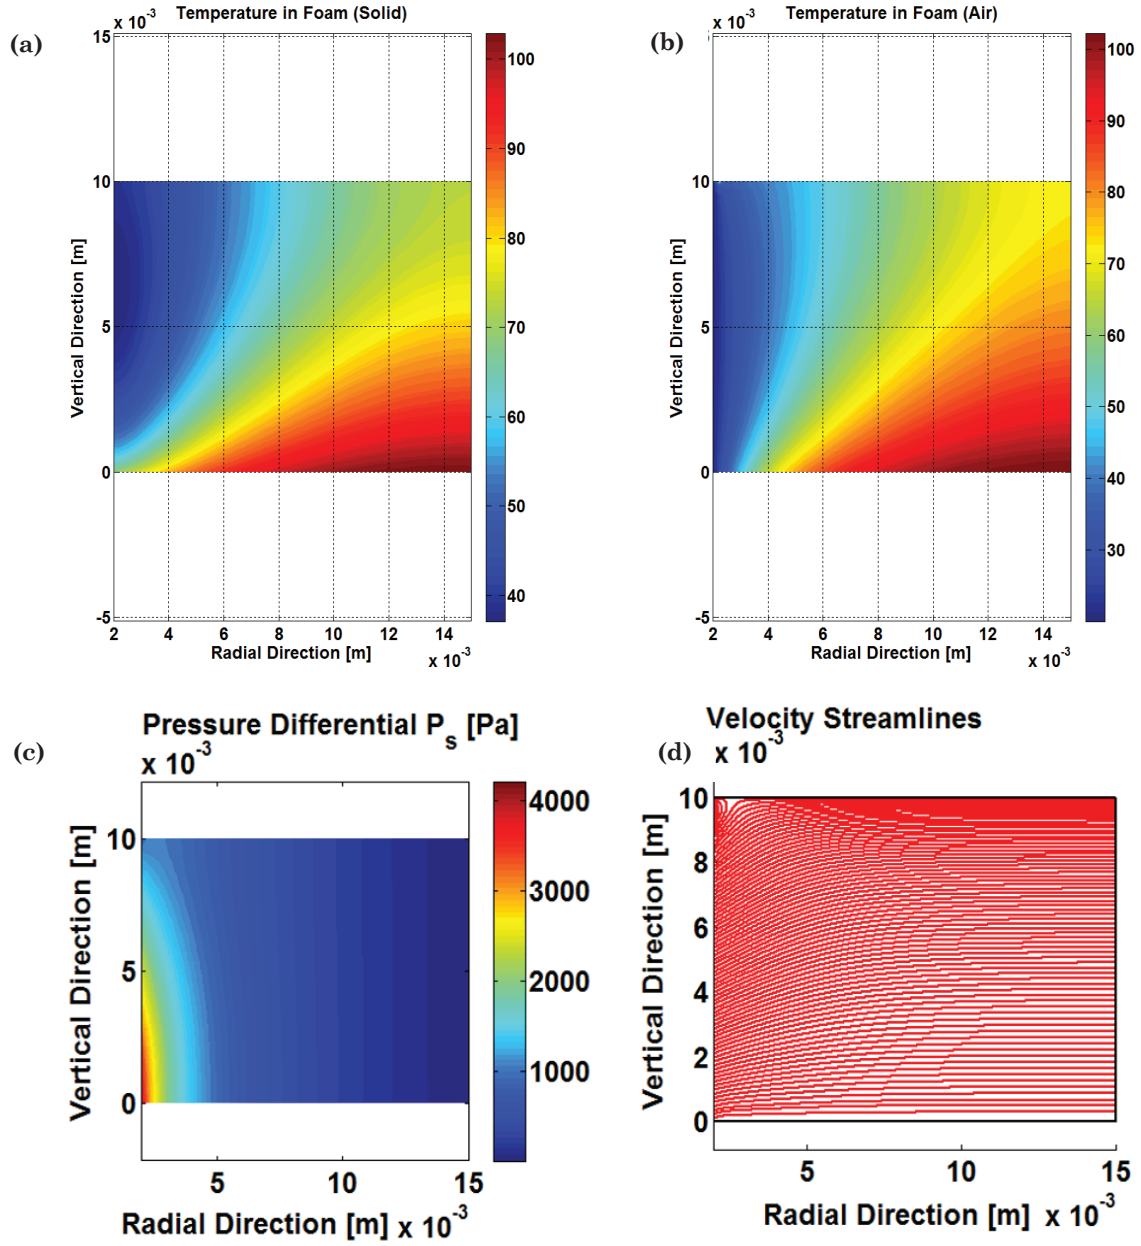 x 10⁻³ Temperature in Foam (Solid)
(a)
15
10
5
0
-5
Vertical Direction [m]
2 4 6 8 10 12 14
Radial Direction [m]
x 10⁻³
100
90
80
70
60
50
40
x 10⁻³ Temperature in Foam (Air)
(b)
10
5
0
-5
Vertical Direction [m]
2 4 6 8 10 12 14
Radial Direction [m]
x 10⁻³
100
90
80
70
60
50
40
30
Pressure Differential Pₛ [Pa]
(c)
x 10⁻³
10
5
0
Vertical Direction [m]
5 10 15
Radial Direction [m] x 10⁻³
4000
3000
2000
1000
Velocity Streamlines
(d) x 10⁻³
10
8
6
4
2
0
Vertical Direction [m]
5 10 15
Radial Direction [m] x 10⁻³